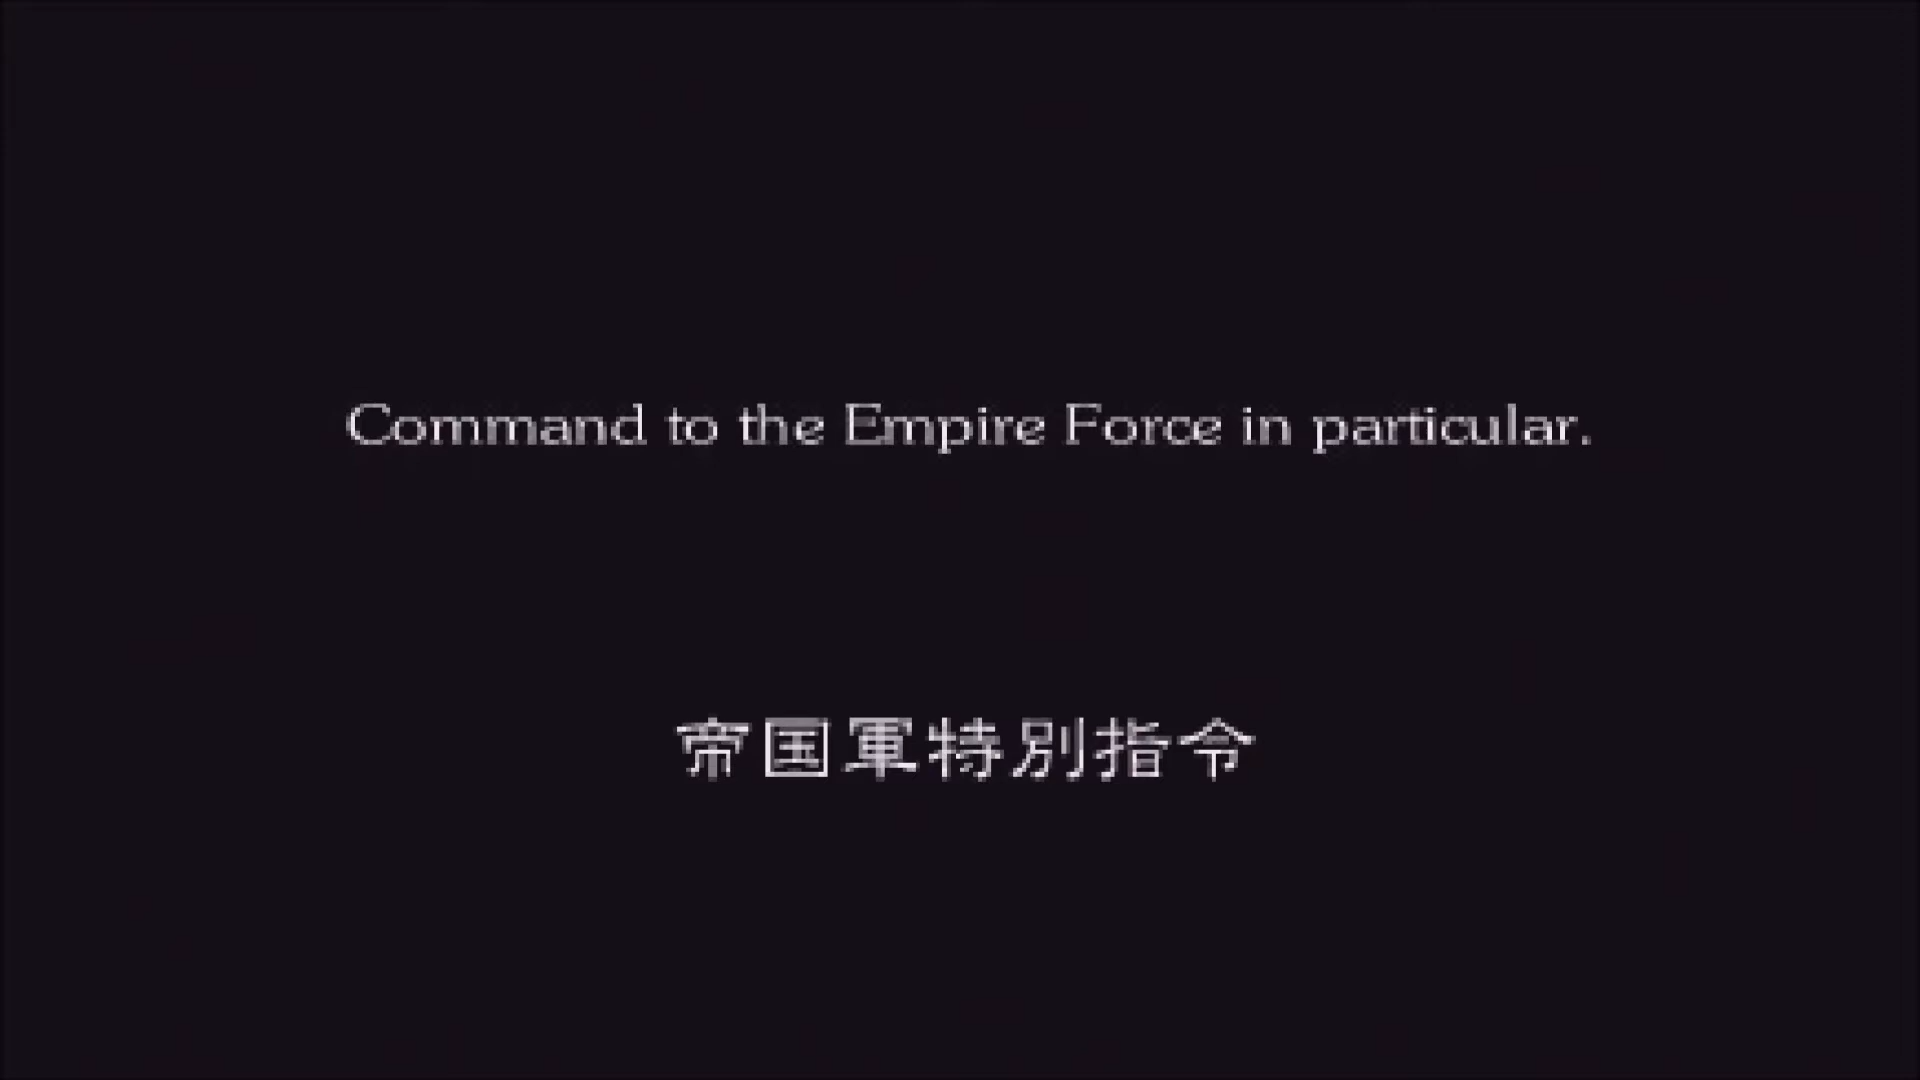 Command to the Empire Force in particular.
帝国軍特別指令